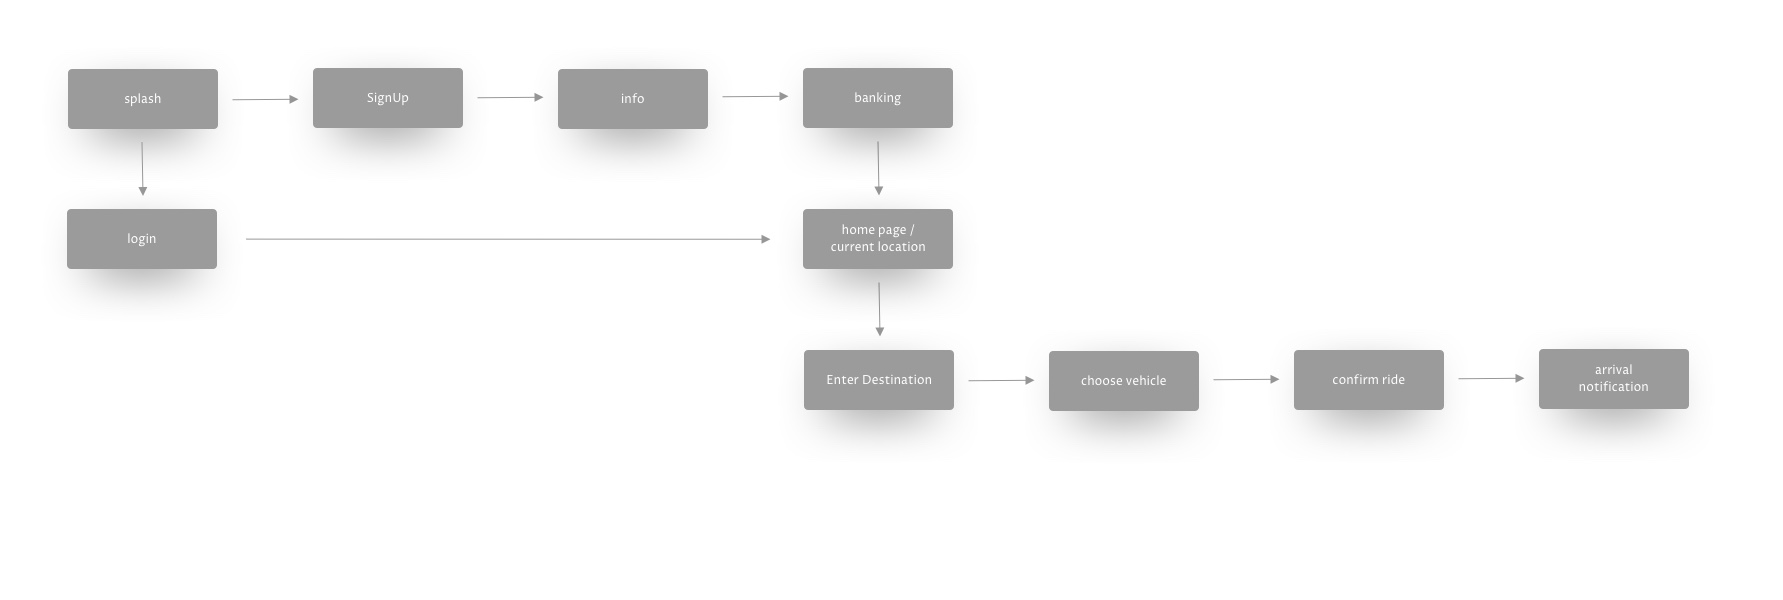 splash
SignUp
info
banking
login
home page /
current location
Enter Destination
choose vehicle
confirm ride
arrival
notification